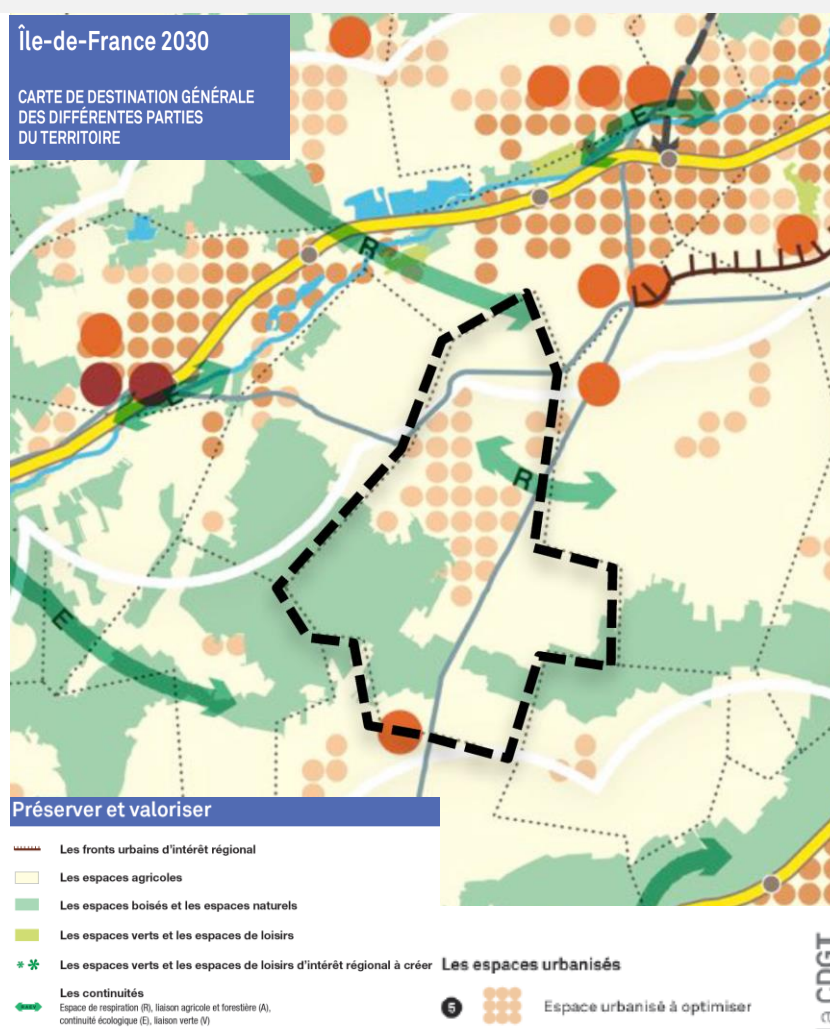 Île-de-France 2030
CARTE DE DESTINATION GÉNÉRALE
DES DIFFÉRENTES PARTIES
DU TERRITOIRE
E
R
E
R
E
Préserver et valoriser
Les fronts urbains d'intérêt régional
Les espaces agricoles
Les espaces boisés et les espaces naturels
Les espaces verts et les espaces de loisirs
Les espaces verts et les espaces de loisirs d'intérêt régional à créer
Les continuités
Espace de respiration (R), liaison agricole et forestière (A),
continuité écologique (E), liaison verte (V)
Les espaces urbanisés
5 Espace urbanisé à optimiser
la CDGT